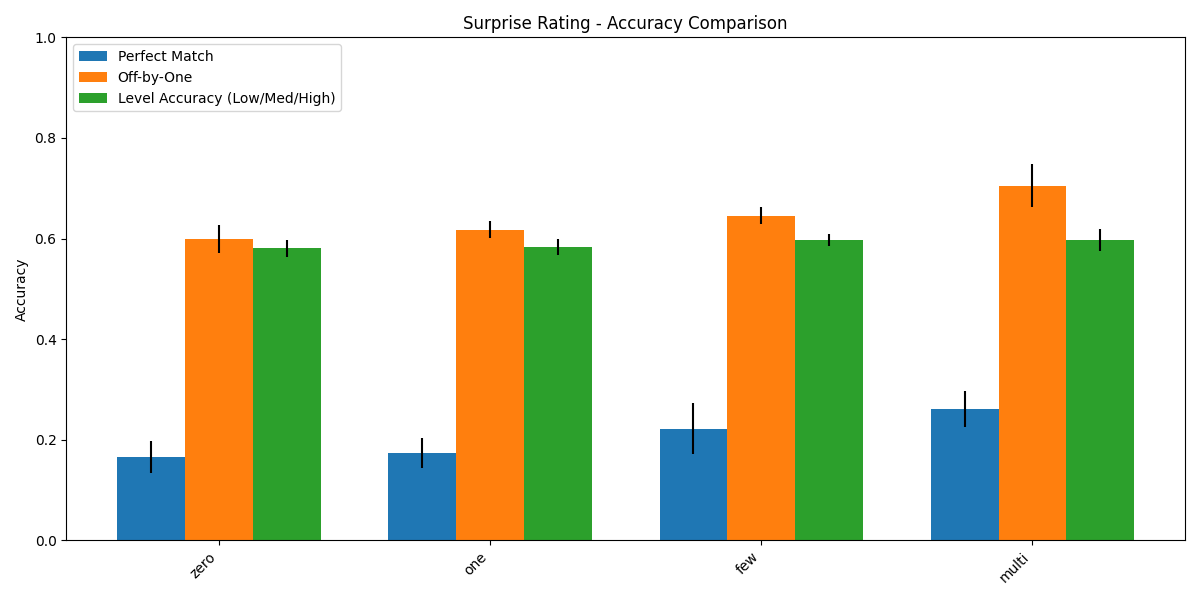 Surprise Rating - Accuracy Comparison
Perfect Match
Off-by-One
Level Accuracy (Low/Med/High)
Accuracy
1.0
0.8
0.6
0.4
0.2
0.0
zero
one
few
multi